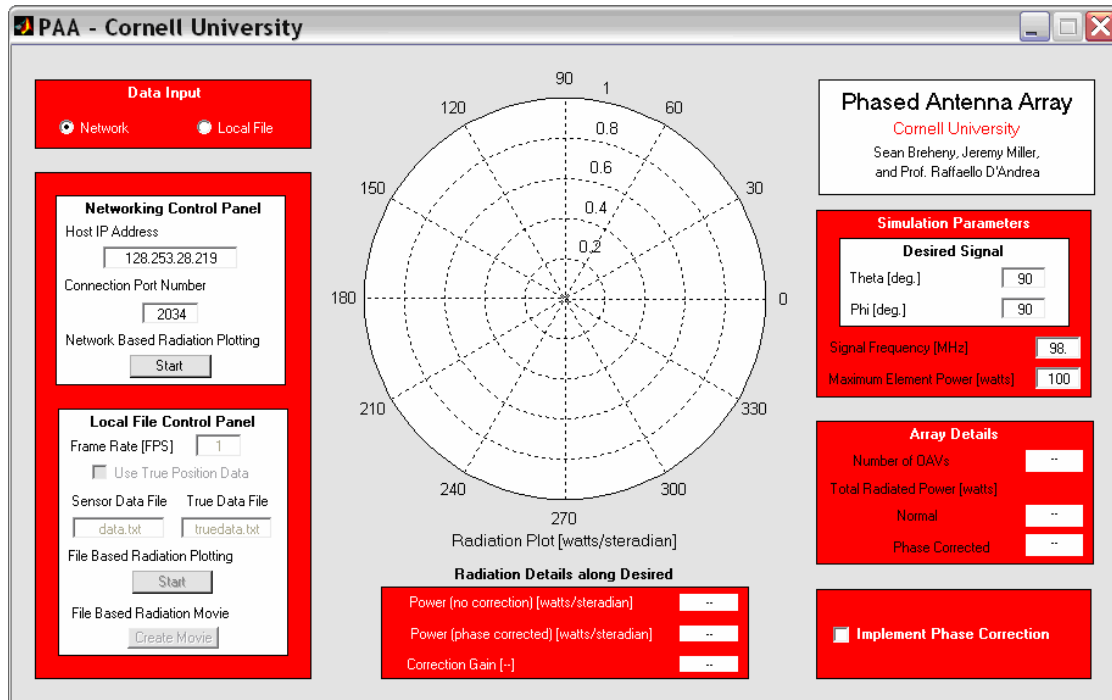 PAA - Cornell University
Data Input
Network
Local File
Networking Control Panel
Host IP Address
128.253.28.219
Connection Port Number
2034
Network Based Radiation Plotting
Start
Local File Control Panel
Frame Rate [FPS]
1
Use True Position Data
Sensor Data File
True Data File
data.txt
truedata.txt
File Based Radiation Plotting
Start
File Based Radiation Movie
Create Movie
90
1
120
60
0.8
0.6
150
30
0.4
0.2
180
0
210
330
240
300
270
Radiation Plot [watts/steradian]
Radiation Details along Desired
Power (no correction) [watts/steradian]
--
Power (phase corrected) [watts/steradian]
--
Correction Gain [--]
--
Phased Antenna Array
Cornell University
Sean Breheny, Jeremy Miller,
and Prof. Raffaello D'Andrea
Simulation Parameters
Desired Signal
Theta [deg.]
90
Phi [deg.]
90
Signal Frequency [MHz]
98.
Maximum Element Power [watts]
100
Array Details
Number of OAVs
--
Total Radiated Power [watts]
Normal
--
Phase Corrected
--
Implement Phase Correction